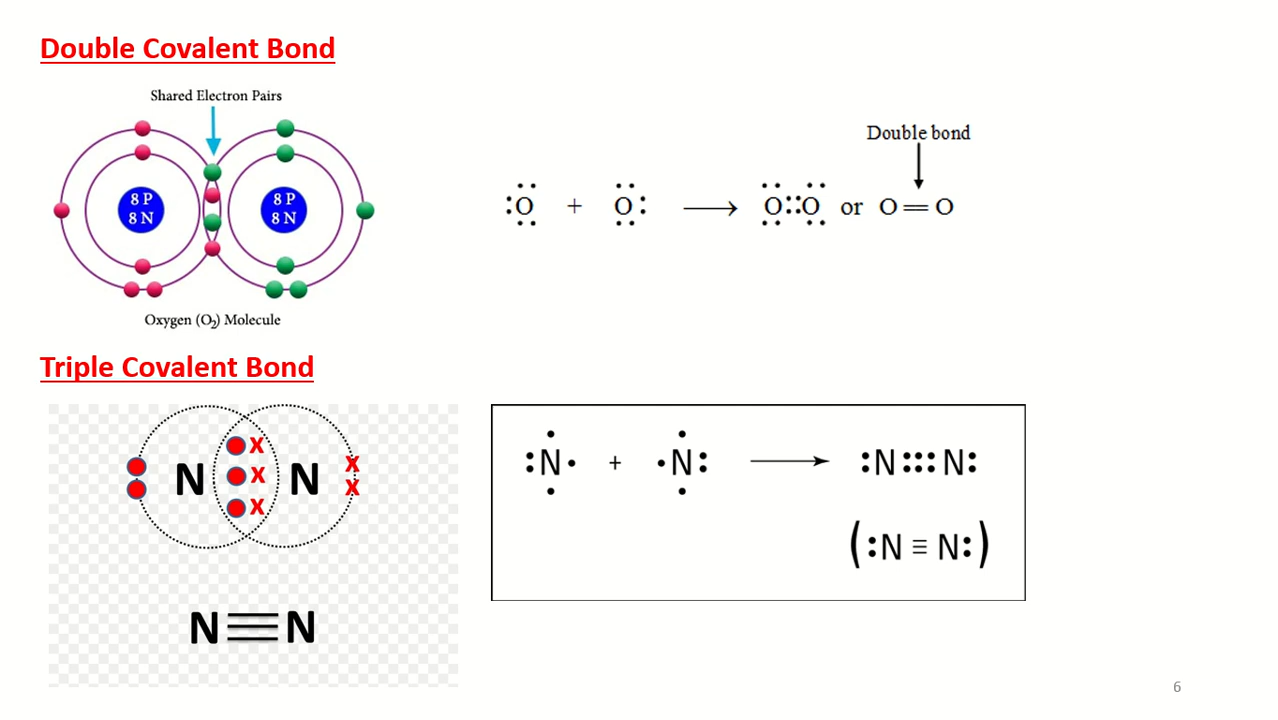 Double Covalent Bond
Shared Electron Pairs
8 P
8 N
8 P
8 N
Oxygen (O₂) Molecule
Double bond
:O + O: ⟶ O::O or O=O
Triple Covalent Bond
N x x x N x x
N≡N
:N· + ·N: ⟶ :N:::N:
(:N ≡ N:)
6